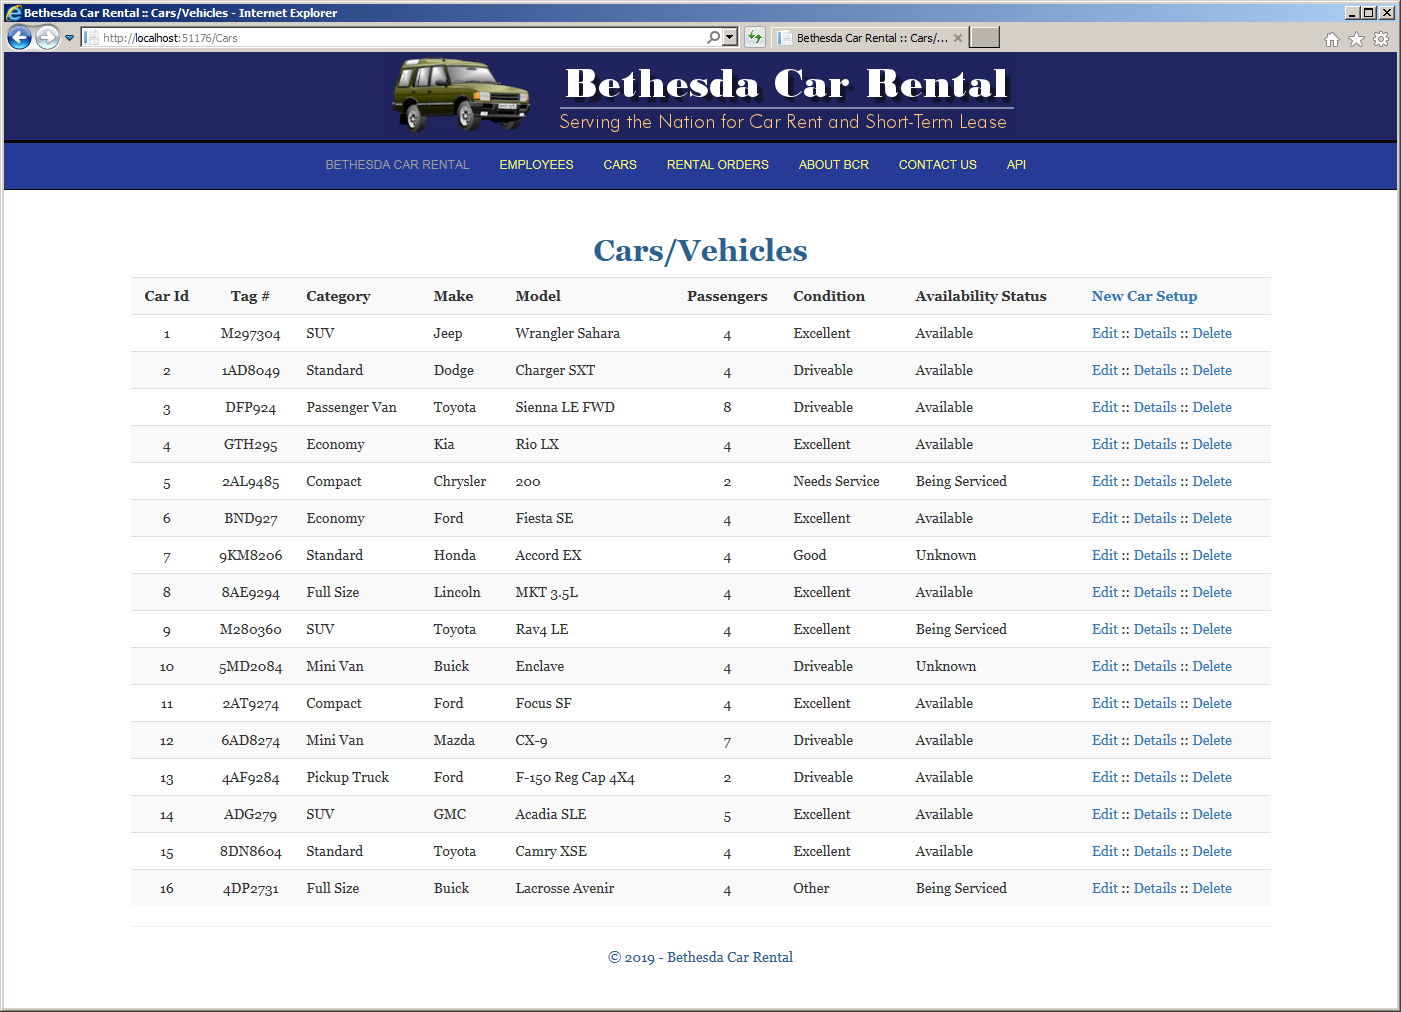 Bethesda Car Rental :: Cars/Vehicles - Internet Explorer
http://localhost:51176/Cars
Bethesda Car Rental :: Cars/...
Bethesda Car Rental
Serving the Nation for Car Rent and Short-Term Lease
BETHESDA CAR RENTAL EMPLOYEES CARS RENTAL ORDERS ABOUT BCR CONTACT US API
Cars/Vehicles
Car Id Tag # Category Make Model Passengers Condition Availability Status New Car Setup
1 M297304 SUV Jeep Wrangler Sahara 4 Excellent Available Edit :: Details :: Delete
2 1AD8049 Standard Dodge Charger SXT 4 Driveable Available Edit :: Details :: Delete
3 DFP924 Passenger Van Toyota Sienna LE FWD 8 Driveable Available Edit :: Details :: Delete
4 GTH295 Economy Kia Rio LX 4 Excellent Available Edit :: Details :: Delete
5 2AL9485 Compact Chrysler 200 2 Needs Service Being Serviced Edit :: Details :: Delete
6 BND927 Economy Ford Fiesta SE 4 Excellent Available Edit :: Details :: Delete
7 9KM8206 Standard Honda Accord EX 4 Good Unknown Edit :: Details :: Delete
8 8AE9294 Full Size Lincoln MKT 3.5L 4 Excellent Available Edit :: Details :: Delete
9 M280360 SUV Toyota Rav4 LE 4 Excellent Being Serviced Edit :: Details :: Delete
10 5MD2084 Mini Van Buick Enclave 4 Driveable Unknown Edit :: Details :: Delete
11 2AT9274 Compact Ford Focus SF 4 Excellent Available Edit :: Details :: Delete
12 6AD8274 Mini Van Mazda CX-9 7 Driveable Available Edit :: Details :: Delete
13 4AF9284 Pickup Truck Ford F-150 Reg Cap 4X4 2 Driveable Available Edit :: Details :: Delete
14 ADG279 SUV GMC Acadia SLE 5 Excellent Available Edit :: Details :: Delete
15 8DN8604 Standard Toyota Camry XSE 4 Excellent Available Edit :: Details :: Delete
16 4DP2731 Full Size Buick Lacrosse Avenir 4 Other Being Serviced Edit :: Details :: Delete
© 2019 - Bethesda Car Rental